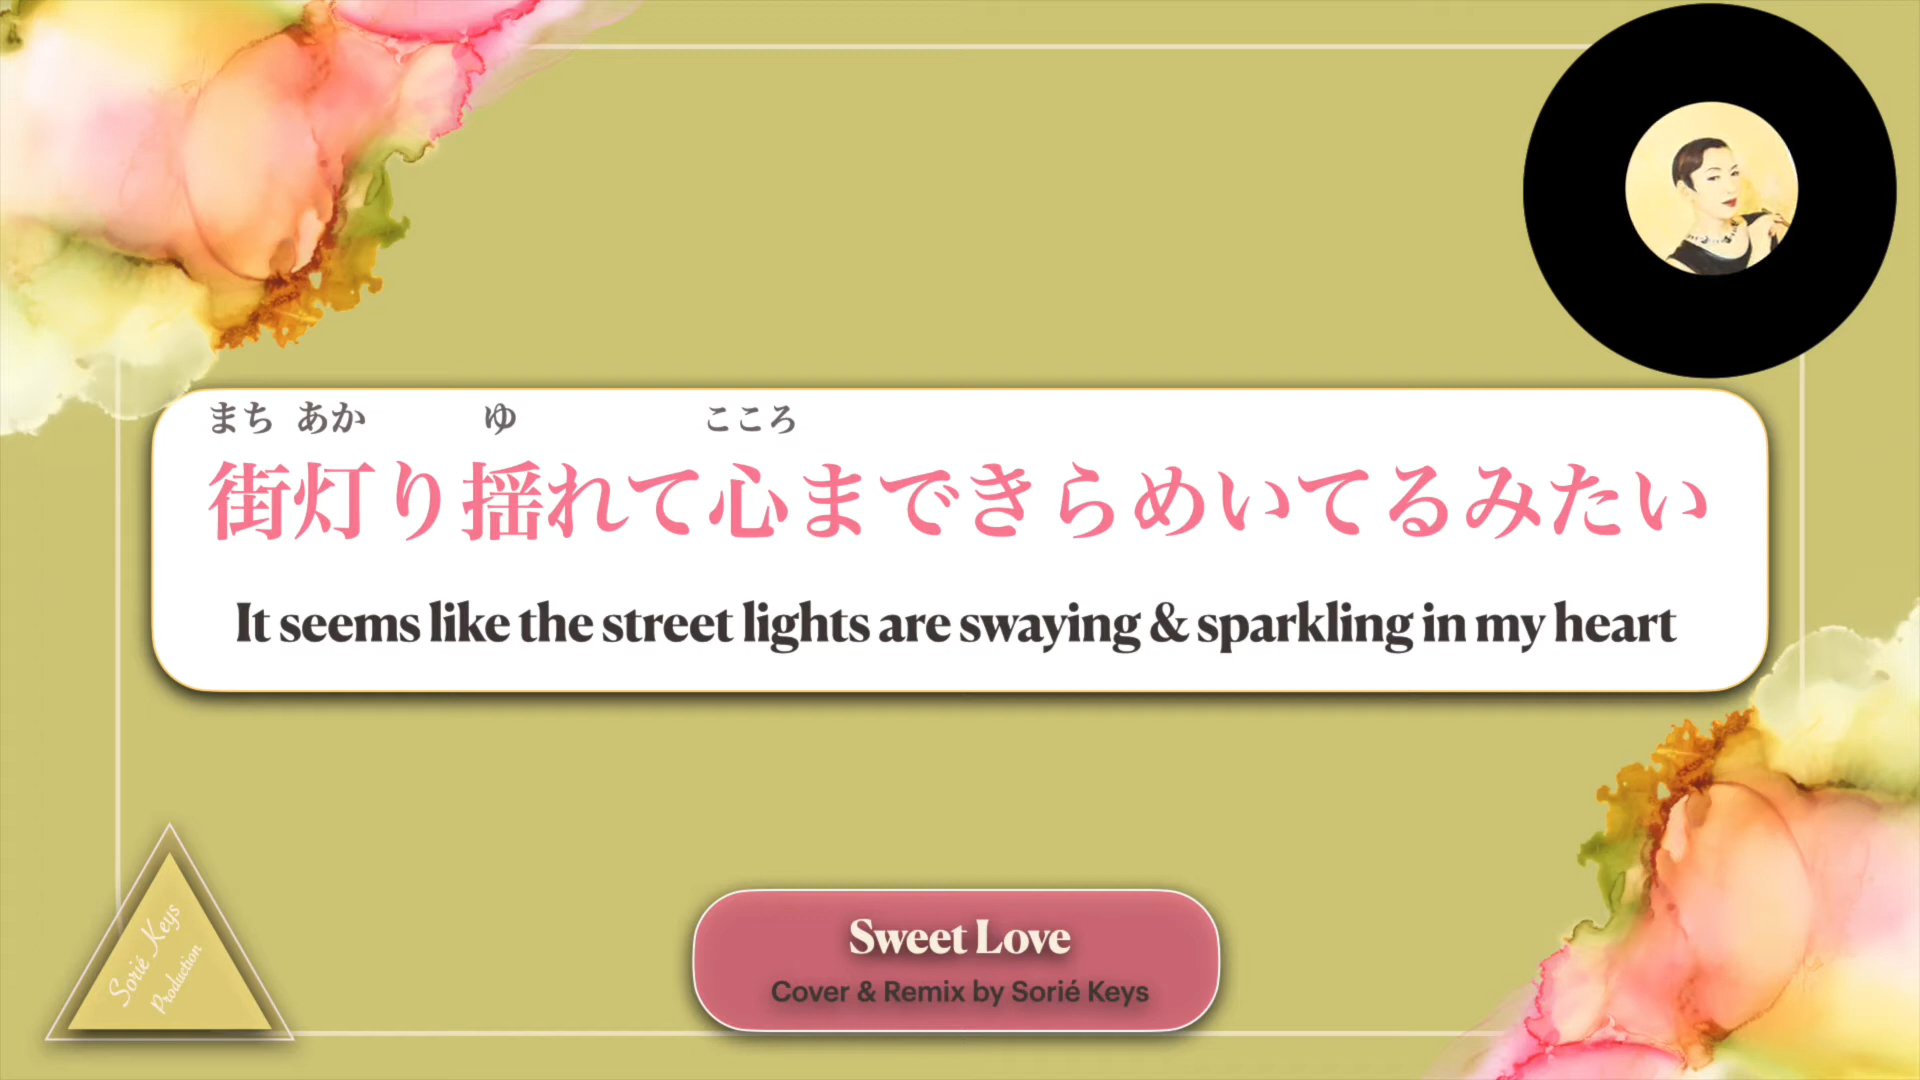 まち あか ゆ こころ
街灯り揺れて心まできらめいてるみたい
It seems like the street lights are swaying & sparkling in my heart
Sweet Love
Cover & Remix by Sorié Keys
Sorié Keys
Production